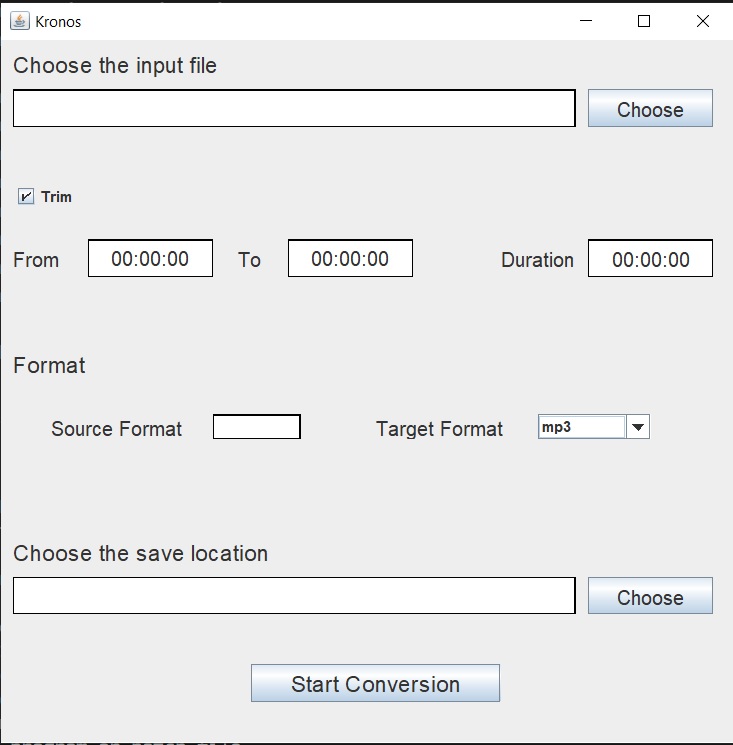 Kronos
Choose the input file
Choose
Trim
From 00:00:00 To 00:00:00 Duration 00:00:00
Format
Source Format Target Format mp3
Choose the save location
Choose
Start Conversion